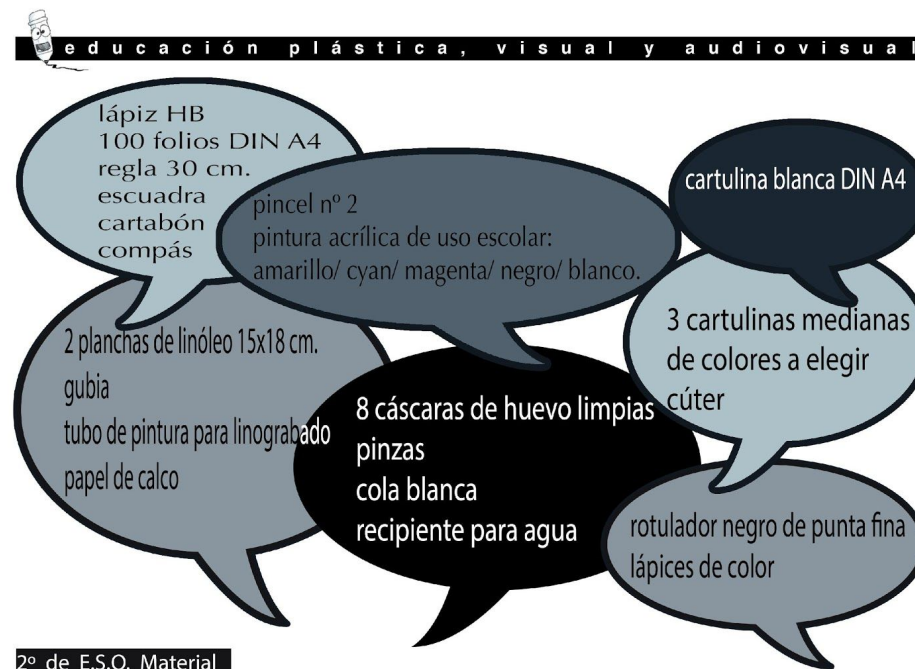 educación plástica, visual y audiovisual
lápiz HB
100 folios DIN A4
regla 30 cm.
escuadra
cartabón
compás
pincel nº 2
pintura acrílica de uso escolar:
amarillo/ cyan/ magenta/ negro/ blanco.
cartulina blanca DIN A4
2 planchas de linóleo 15x18 cm.
gubia
tubo de pintura para linograbado
papel de calco
8 cáscaras de huevo limpias
pinzas
cola blanca
recipiente para agua
3 cartulinas medianas
de colores a elegir
cúter
rotulador negro de punta fina
lápices de color
2º de E.S.O. Material